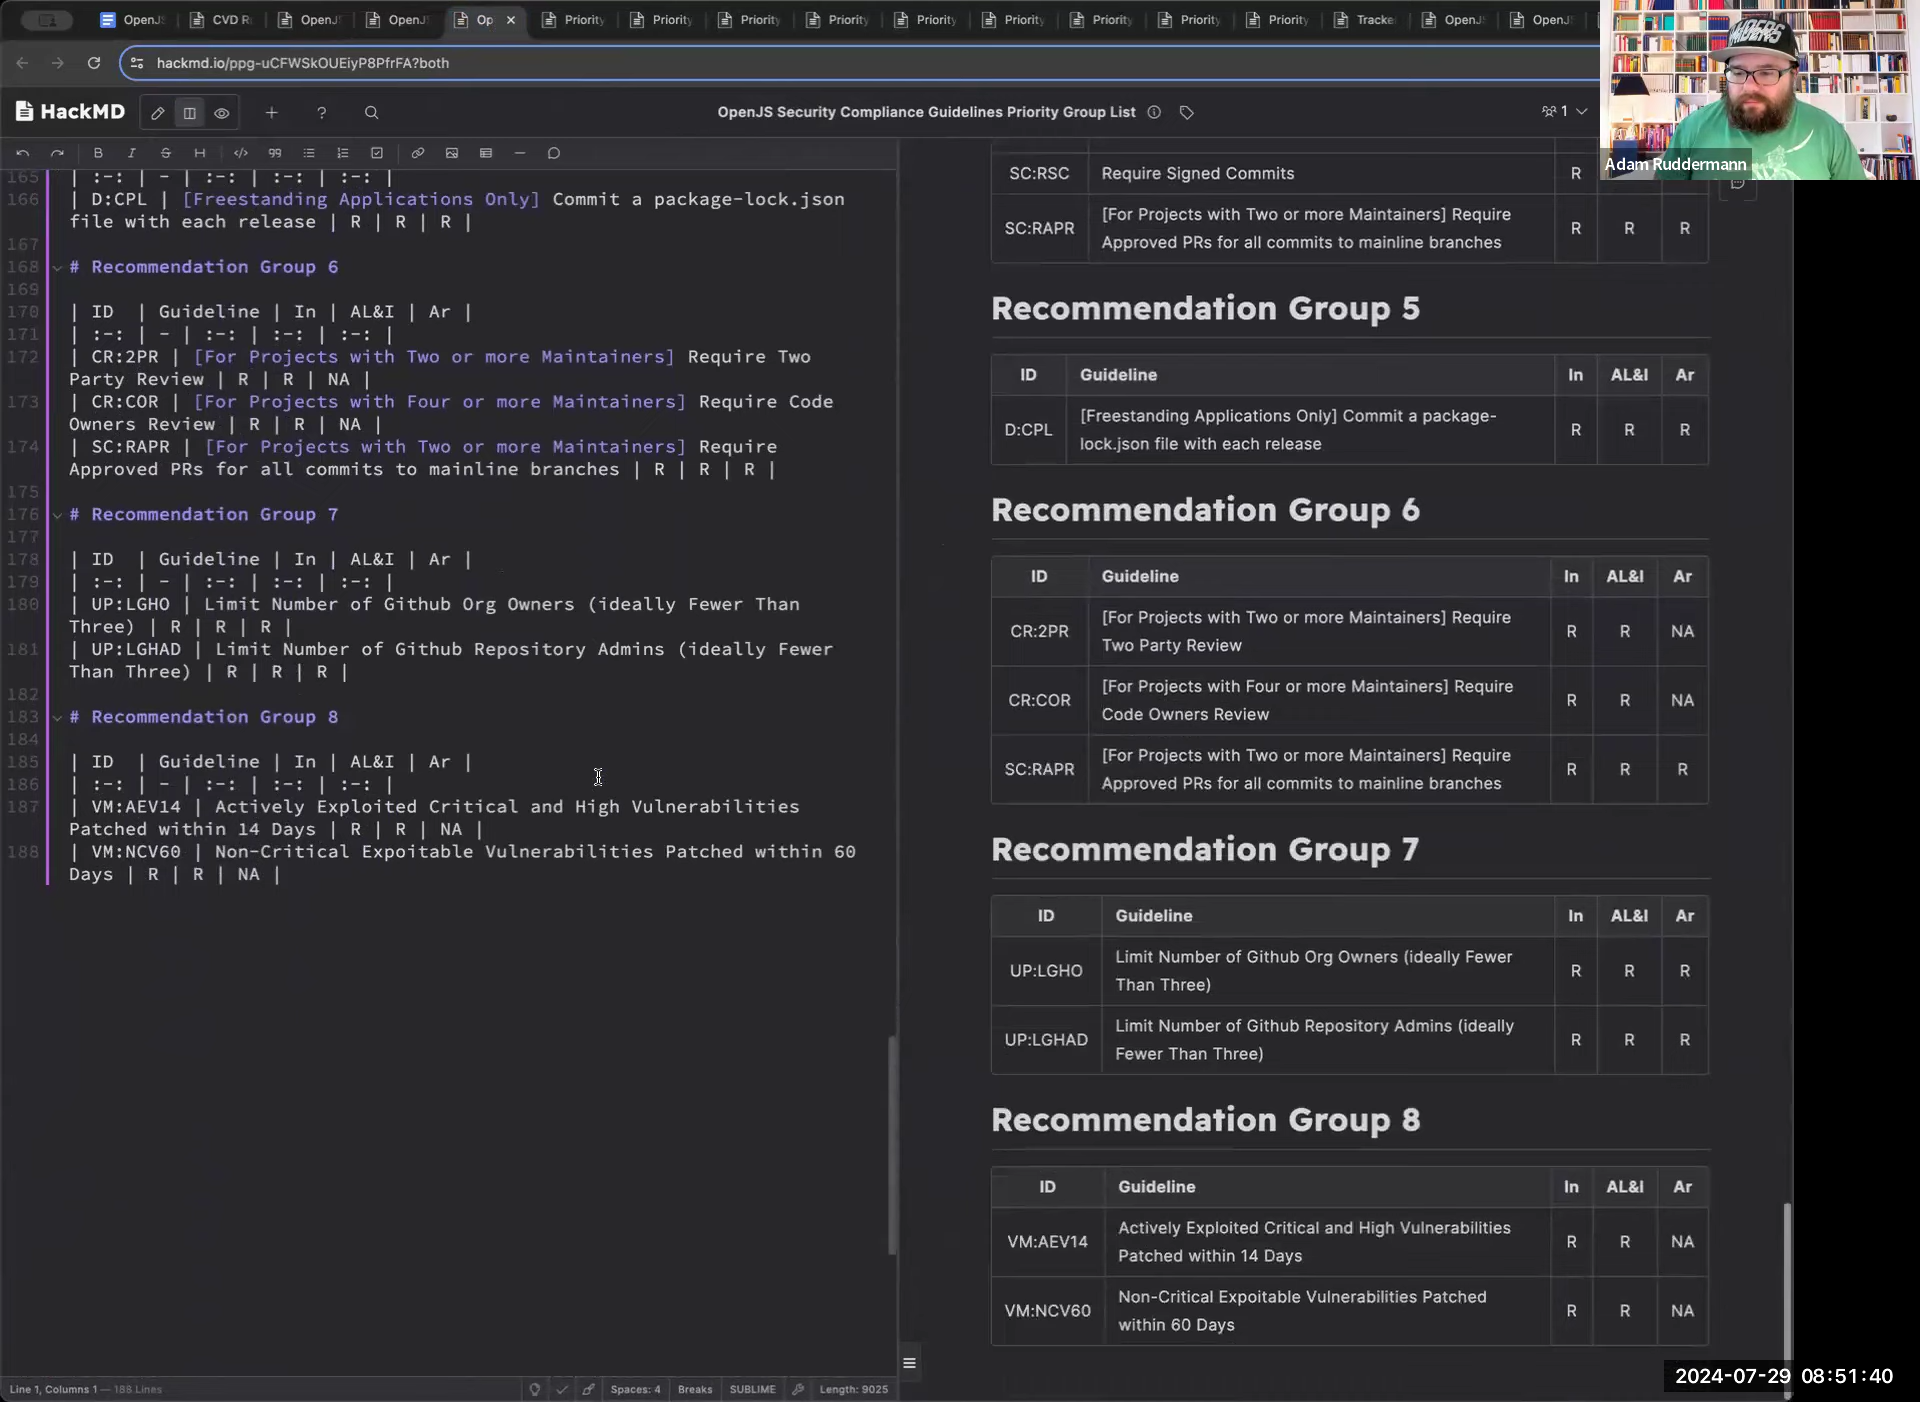 OpenJ
CVD R
OpenJ
OpenJ
Op
Priority
Priority
Priority
Priority
Priority
Priority
Priority
Priority
Priority
Tracke
OpenJ
OpenJ
hackmd.io/ppg-uCFWSkOUEiyP8PfrFA?both
HackMD
OpenJS Security Compliance Guidelines Priority Group List
1
RAIDERS
Adam Ruddermann
165 | :-: | - | :-: | :-: | :-: |
166 | D:CPL | [Freestanding Applications Only] Commit a package-lock.json
file with each release | R | R | R |
167
168 # Recommendation Group 6
169
170 | ID | Guideline | In | AL&I | Ar |
171 | :-: | - | :-: | :-: | :-: |
172 | CR:2PR | [For Projects with Two or more Maintainers] Require Two
Party Review | R | R | NA |
173 | CR:COR | [For Projects with Four or more Maintainers] Require Code
Owners Review | R | R | NA |
174 | SC:RAPR | [For Projects with Two or more Maintainers] Require
Approved PRs for all commits to mainline branches | R | R | R |
175
176 # Recommendation Group 7
177
178 | ID | Guideline | In | AL&I | Ar |
179 | :-: | - | :-: | :-: | :-: |
180 | UP:LGHO | Limit Number of Github Org Owners (ideally Fewer Than
Three) | R | R | R |
181 | UP:LGHAD | Limit Number of Github Repository Admins (ideally Fewer
Than Three) | R | R | R |
182
183 # Recommendation Group 8
184
185 | ID | Guideline | In | AL&I | Ar |
186 | :-: | - | :-: | :-: | :-: |
187 | VM:AEV14 | Actively Exploited Critical and High Vulnerabilities
Patched within 14 Days | R | R | NA |
188 | VM:NCV60 | Non-Critical Expoitable Vulnerabilities Patched within 60
Days | R | R | NA |
SC:RSC Require Signed Commits R
SC:RAPR [For Projects with Two or more Maintainers] Require
Approved PRs for all commits to mainline branches R R R
Recommendation Group 5
ID Guideline In AL&I Ar
D:CPL [Freestanding Applications Only] Commit a package-
lock.json file with each release R R R
Recommendation Group 6
ID Guideline In AL&I Ar
CR:2PR [For Projects with Two or more Maintainers] Require
Two Party Review R R NA
CR:COR [For Projects with Four or more Maintainers] Require
Code Owners Review R R NA
SC:RAPR [For Projects with Two or more Maintainers] Require
Approved PRs for all commits to mainline branches R R R
Recommendation Group 7
ID Guideline In AL&I Ar
UP:LGHO Limit Number of Github Org Owners (ideally Fewer
Than Three) R R R
UP:LGHAD Limit Number of Github Repository Admins (ideally
Fewer Than Three) R R R
Recommendation Group 8
ID Guideline In AL&I Ar
VM:AEV14 Actively Exploited Critical and High Vulnerabilities
Patched within 14 Days R R NA
VM:NCV60 Non-Critical Expoitable Vulnerabilities Patched
within 60 Days R R NA
Line 1, Columns 1 — 188 Lines
Spaces: 4 Breaks SUBLIME Length: 9025
2024-07-29 08:51:40